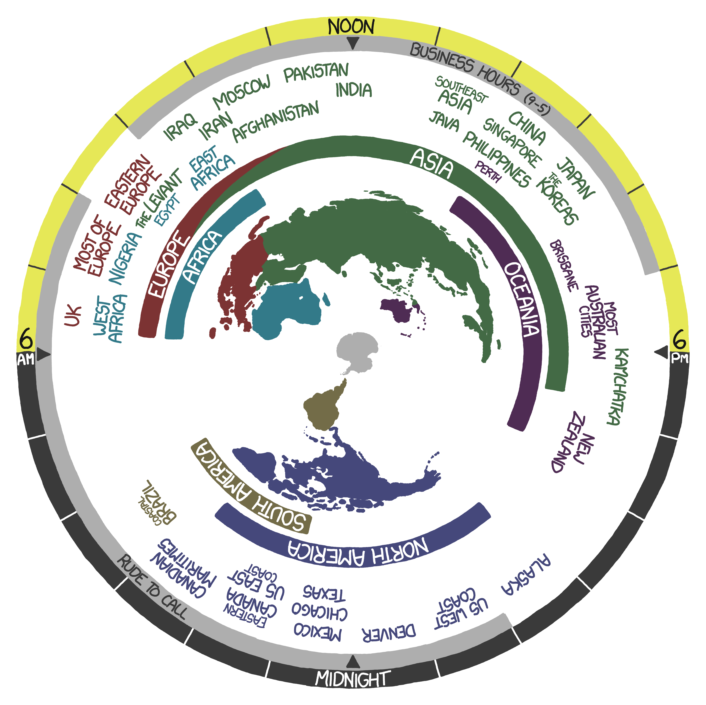 NOON
BUSINESS HOURS (9-5)
6
PM
MIDNIGHT
RUDE TO CALL
6
AM
UK
WEST
AFRICA
MOST OF
EUROPE
NIGERIA
EASTERN
EUROPE
THE LEVANT
EGYPT
EAST
AFRICA
IRAQ
IRAN
MOSCOW
AFGHANISTAN
PAKISTAN
INDIA
SOUTHEAST
ASIA
JAVA
CHINA
SINGAPORE
PHILIPPINES
PERTH
JAPAN
THE
KOREAS
BRISBANE
MOST
AUSTRALIAN
CITIES
KAMCHATKA
NEW
ZEALAND
ALASKA
US WEST
COAST
DENVER
MEXICO
CHICAGO
TEXAS
US EAST
COAST
EASTERN
CANADA
CANADIAN
MARITIMES
COASTAL
BRAZIL
EUROPE
AFRICA
ASIA
OCEANIA
NORTH AMERICA
SOUTH AMERICA